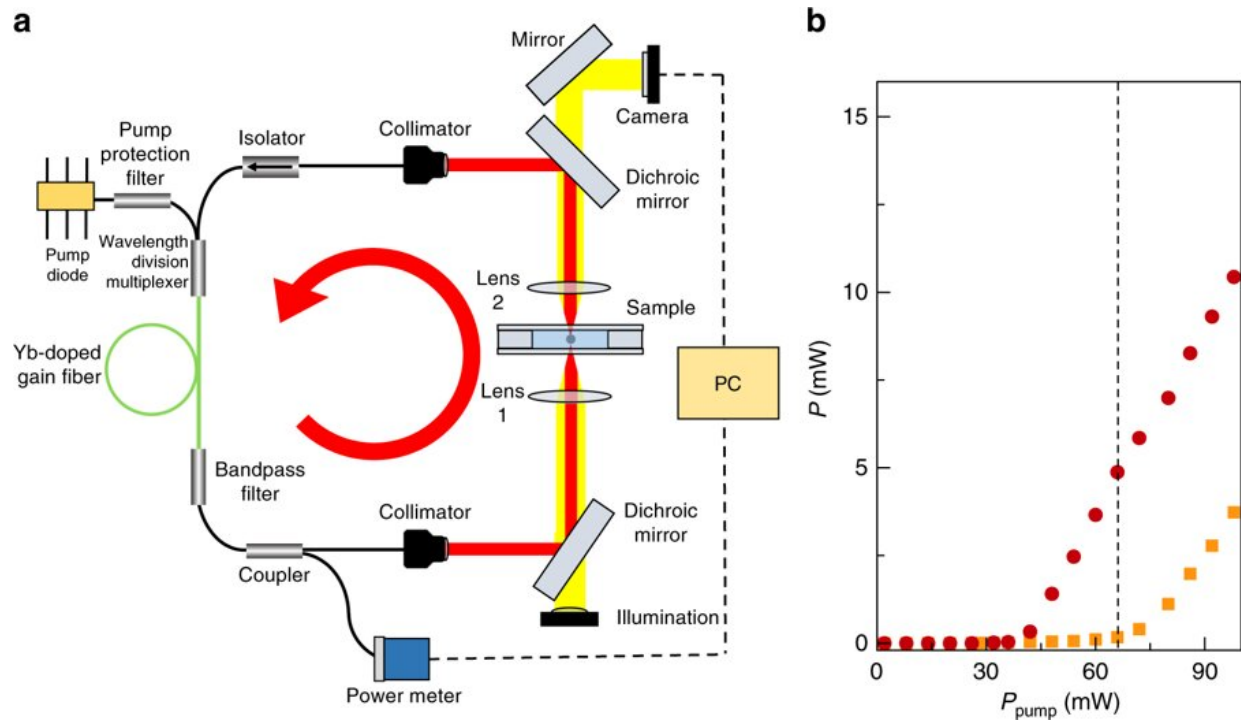 a
Mirror
Camera
Pump
protection
filter
Isolator
Collimator
Dichroic
mirror
Pump
diode
Wavelength
division
multiplexer
Lens
2
Sample
Yb-doped
gain fiber
Lens
1
PC
Bandpass
filter
Collimator
Dichroic
mirror
Coupler
Illumination
Power meter
b
15
10
5
0
P (mW)
0
30
60
90
Ppump (mW)